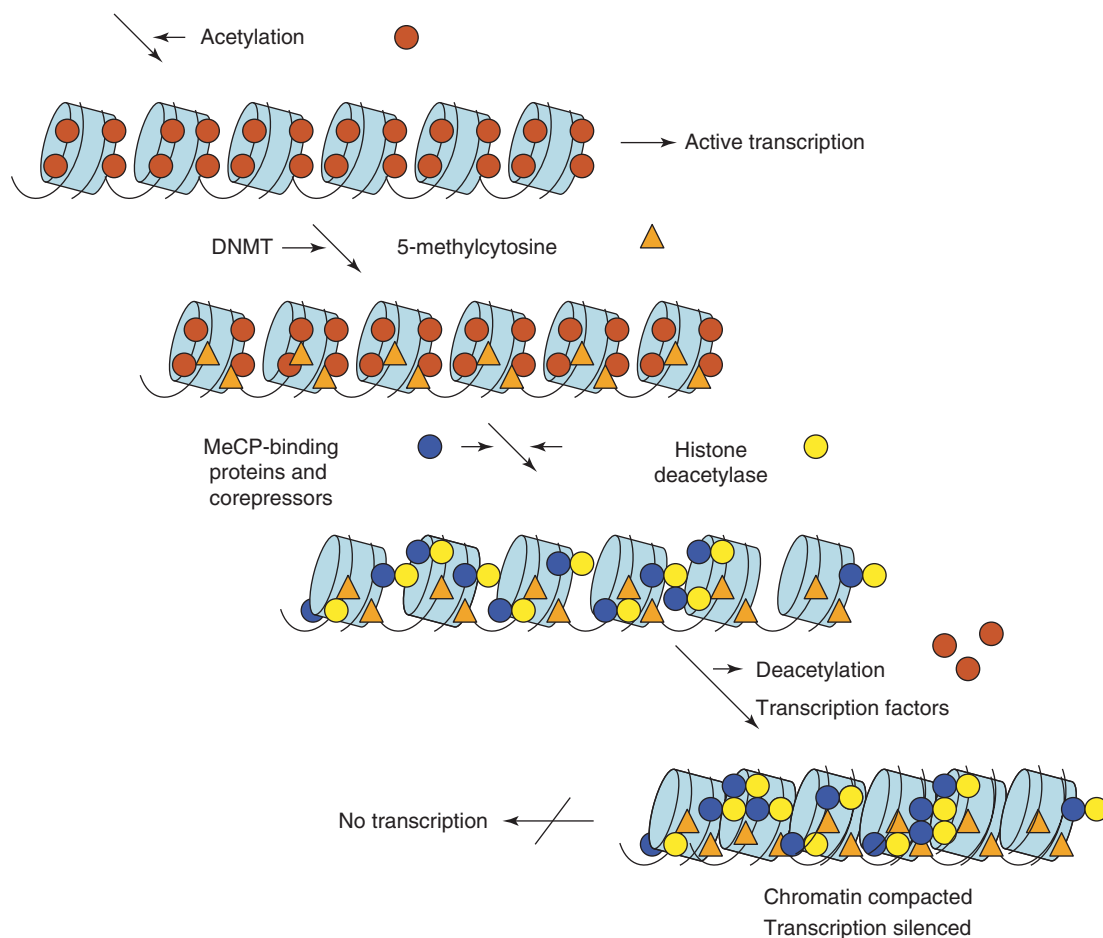 Acetylation
Active transcription
DNMT
5-methylcytosine
MeCP-binding
proteins and
corepressors
Histone
deacetylase
Deacetylation
Transcription factors
No transcription
Chromatin compacted
Transcription silenced